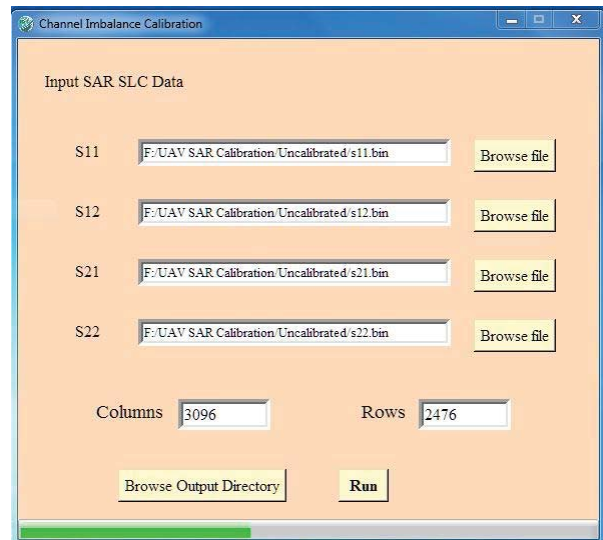 Channel Imbalance Calibration
Input SAR SLC Data
S11 F:/UAV SAR Calibration/Uncalibrated/s11.bin Browse file
S12 F:/UAV SAR Calibration/Uncalibrated/s12.bin Browse file
S21 F:/UAV SAR Calibration/Uncalibrated/s21.bin Browse file
S22 F:/UAV SAR Calibration/Uncalibrated/s22.bin Browse file
Columns 3096 Rows 2476
Browse Output Directory Run